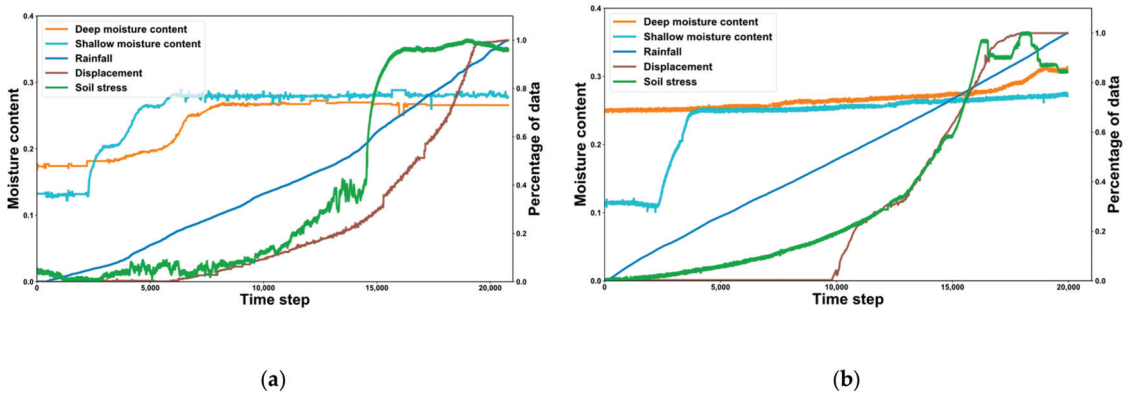 0.4
0.3
0.2
0.1
0.0
Moisture content
Deep moisture content
Shallow moisture content
Rainfall
Displacement
Soil stress
1.0
0.8
0.6
0.4
0.2
0.0
Percentage of data
0 5,000 10,000 15,000 20,000
Time step
(a)
0.4
0.3
0.2
0.1
0.0
Moisture content
Deep moisture content
Shallow moisture content
Rainfall
Displacement
Soil stress
1.0
0.8
0.6
0.4
0.2
0.0
Percentage of data
0 5,000 10,000 15,000 20,000
Time step
(b)